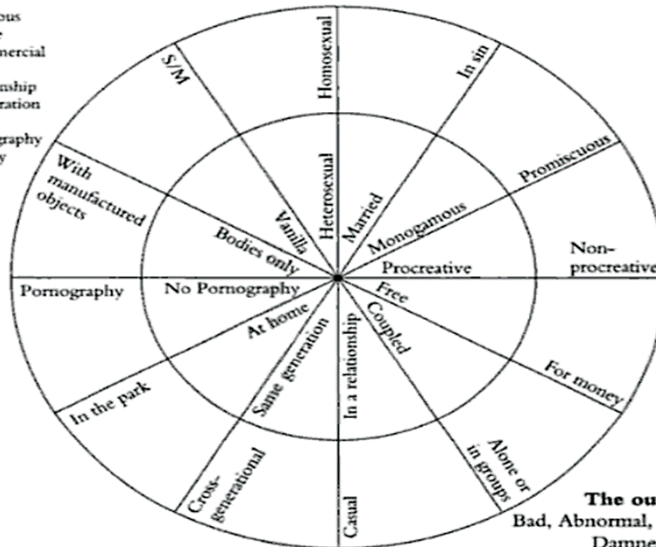 Homosexual
In sin
Promiscuous
Non-
procreative
For money
Alone or
in groups
Casual
Cross-
generational
In the park
Pornography
With
manufactured
objects
S/M
Heterosexual
Married
Monogamous
Procreative
Free
Coupled
In a relationship
Same generation
At home
No Pornography
Bodies only
Vanilla
The ou
Bad, Abnormal,
Damne